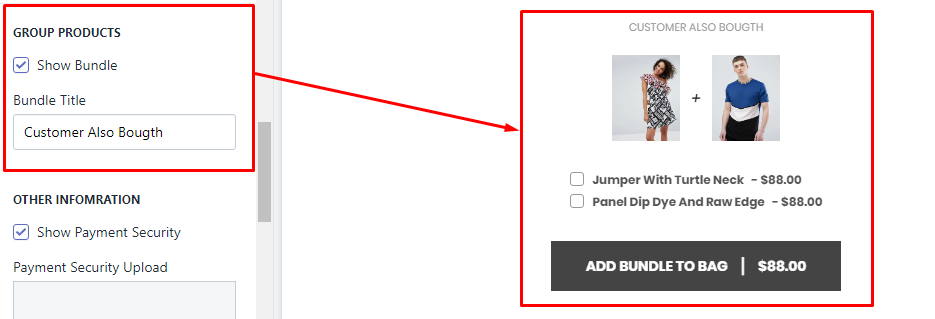 GROUP PRODUCTS
Show Bundle
Bundle Title
Customer Also Bougth
OTHER INFOMRATION
Show Payment Security
Payment Security Upload
CUSTOMER ALSO BOUGTH
+
Jumper With Turtle Neck - $88.00
Panel Dip Dye And Raw Edge - $88.00
ADD BUNDLE TO BAG | $88.00